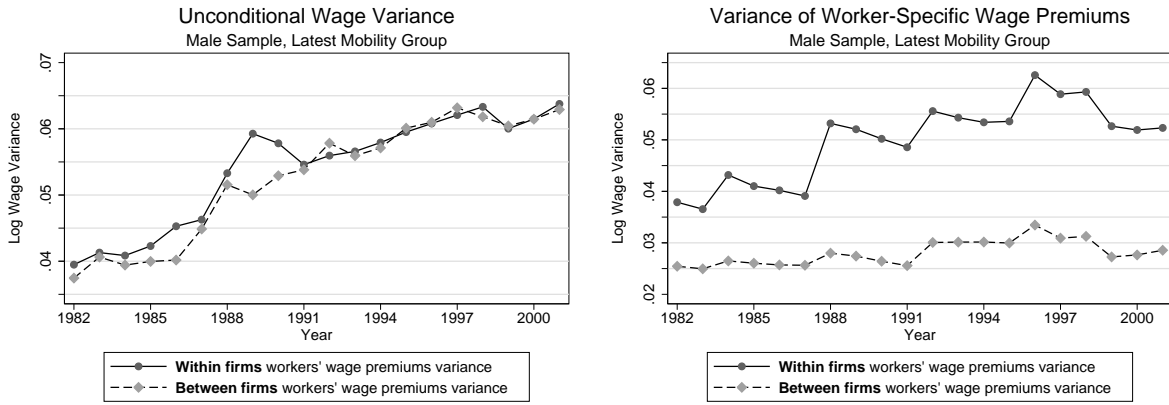 Unconditional Wage Variance
Male Sample, Latest Mobility Group
Log Wage Variance
.07
.06
.05
.04
1982 1985 1988 1991 1994 1997 2000
Year
Within firms workers' wage premiums variance
Between firms workers' wage premiums variance
Variance of Worker-Specific Wage Premiums
Male Sample, Latest Mobility Group
Log Wage Variance
.06
.05
.04
.03
.02
1982 1985 1988 1991 1994 1997 2000
Year
Within firms workers' wage premiums variance
Between firms workers' wage premiums variance